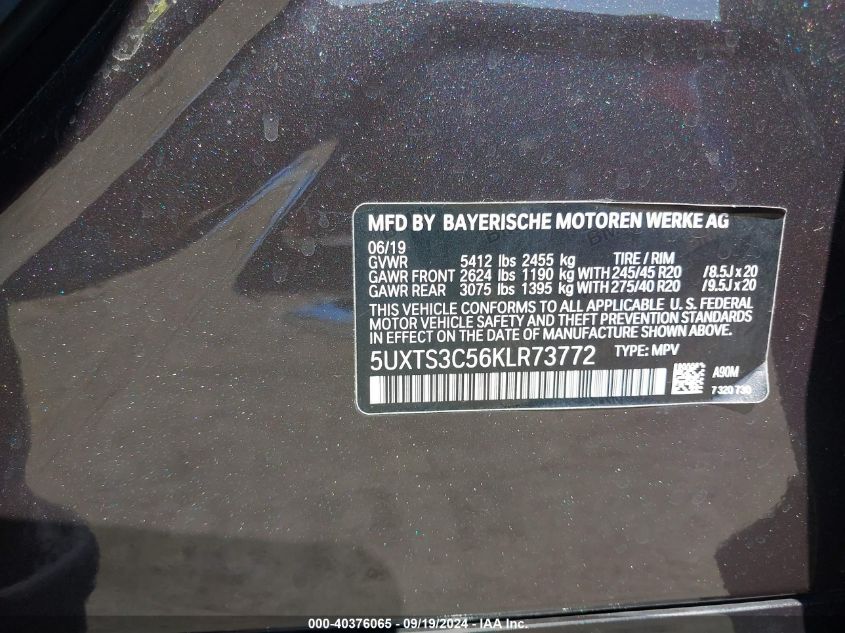 MFD BY BAYERISCHE MOTOREN WERKE AG
06/19
GVWR 5412 lbs 2455 kg TIRE / RIM
GAWR FRONT 2624 lbs 1190 kg WITH 245/45 R20 /8.5J x 20
GAWR REAR 3075 lbs 1395 kg WITH 275/40 R20 /9.5J x 20
THIS VEHICLE CONFORMS TO ALL APPLICABLE U.S. FEDERAL
MOTOR VEHICLE SAFETY AND THEFT PREVENTION STANDARDS
IN EFFECT ON THE DATE OF MANUFACTURE SHOWN ABOVE.
5UXTS3C56KLR73772 TYPE: MPV
A90M
7 320 730
000-40376065 - 09/19/2024 - IAA Inc.